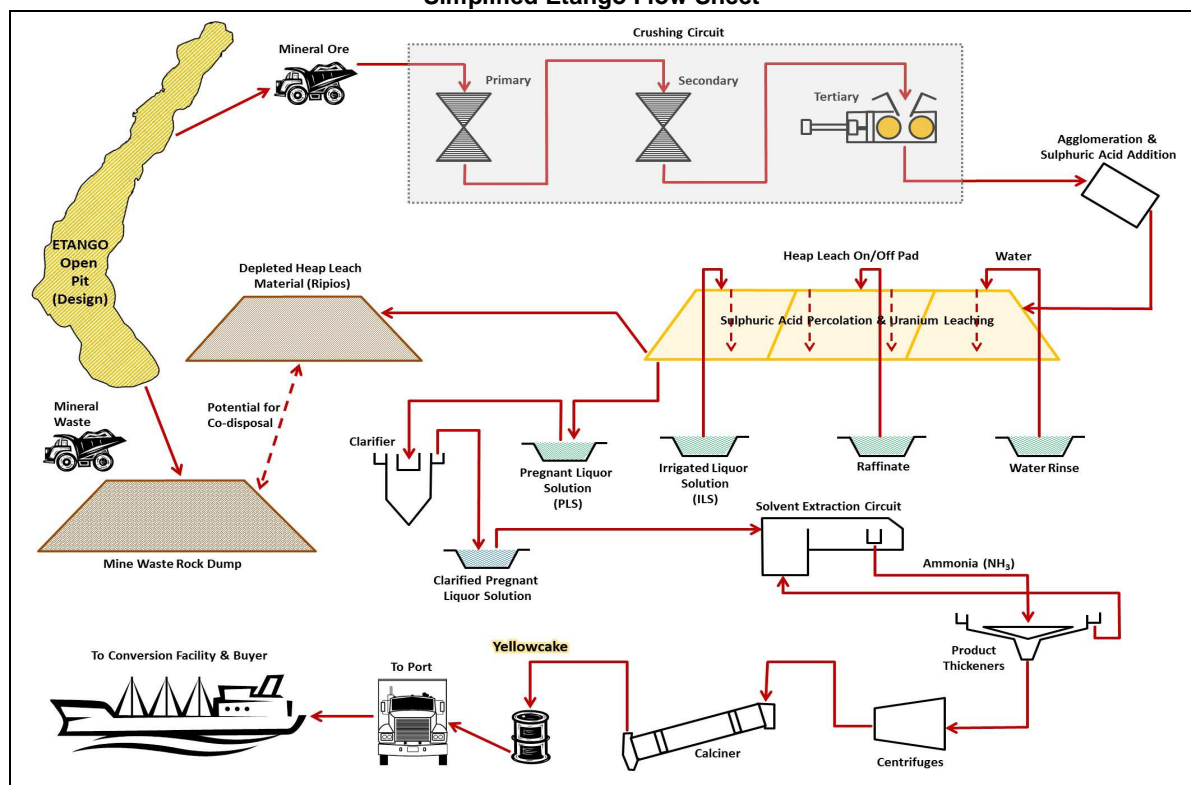 Simplified Etango Flow Sheet
Mineral Ore
Crushing Circuit
Primary
Secondary
Tertiary
Agglomeration &
Sulphuric Acid Addition
ETANGO
Open
Pit
(Design)
Depleted Heap Leach
Material (Ripios)
Heap Leach On/Off Pad
Water
Sulphuric Acid Percolation & Uranium Leaching
Mineral
Waste
Potential for
Co-disposal
Clarifier
Pregnant Liquor
Solution
(PLS)
Irrigated Liquor
Solution
(ILS)
Raffinate
Water Rinse
Mine Waste Rock Dump
Clarified Pregnant
Liquor Solution
Solvent Extraction Circuit
Ammonia (NH₃)
Product
Thickeners
Yellowcake
To Conversion Facility & Buyer
To Port
Calciner
Centrifuges